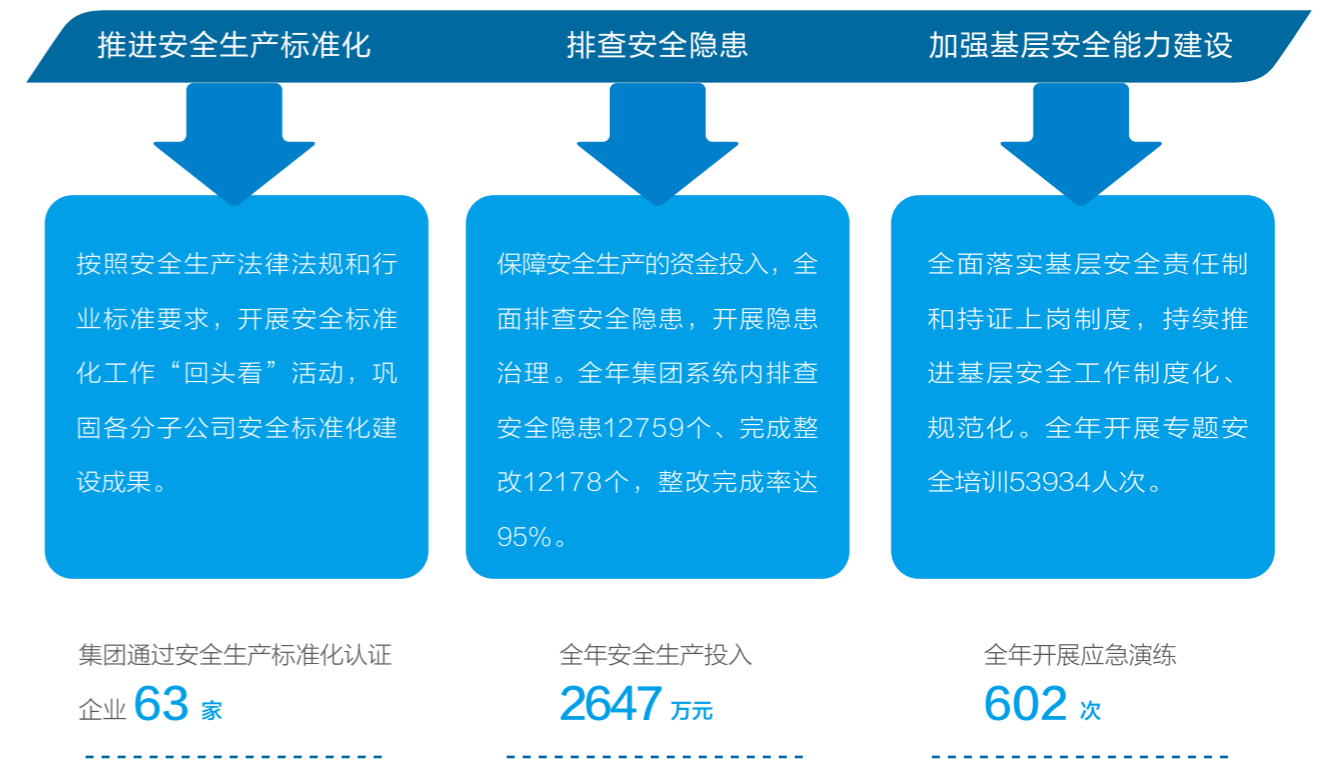 推进安全生产标准化
排查安全隐患
加强基层安全能力建设
按照安全生产法律法规和行
业标准要求，开展安全标准
化工作“回头看”活动，巩
固各分子公司安全标准化建
设成果。
保障安全生产的资金投入，全
面排查安全隐患，开展隐患
治理。全年集团系统内排查
安全隐患12759个、完成整
改12178个，整改完成率达
95%。
全面落实基层安全责任制
和持证上岗制度，持续推
进基层安全工作制度化、
规范化。全年开展专题安
全培训53934人次。
集团通过安全生产标准化认证
企业 63 家
全年安全生产投入
2647 万元
全年开展应急演练
602 次